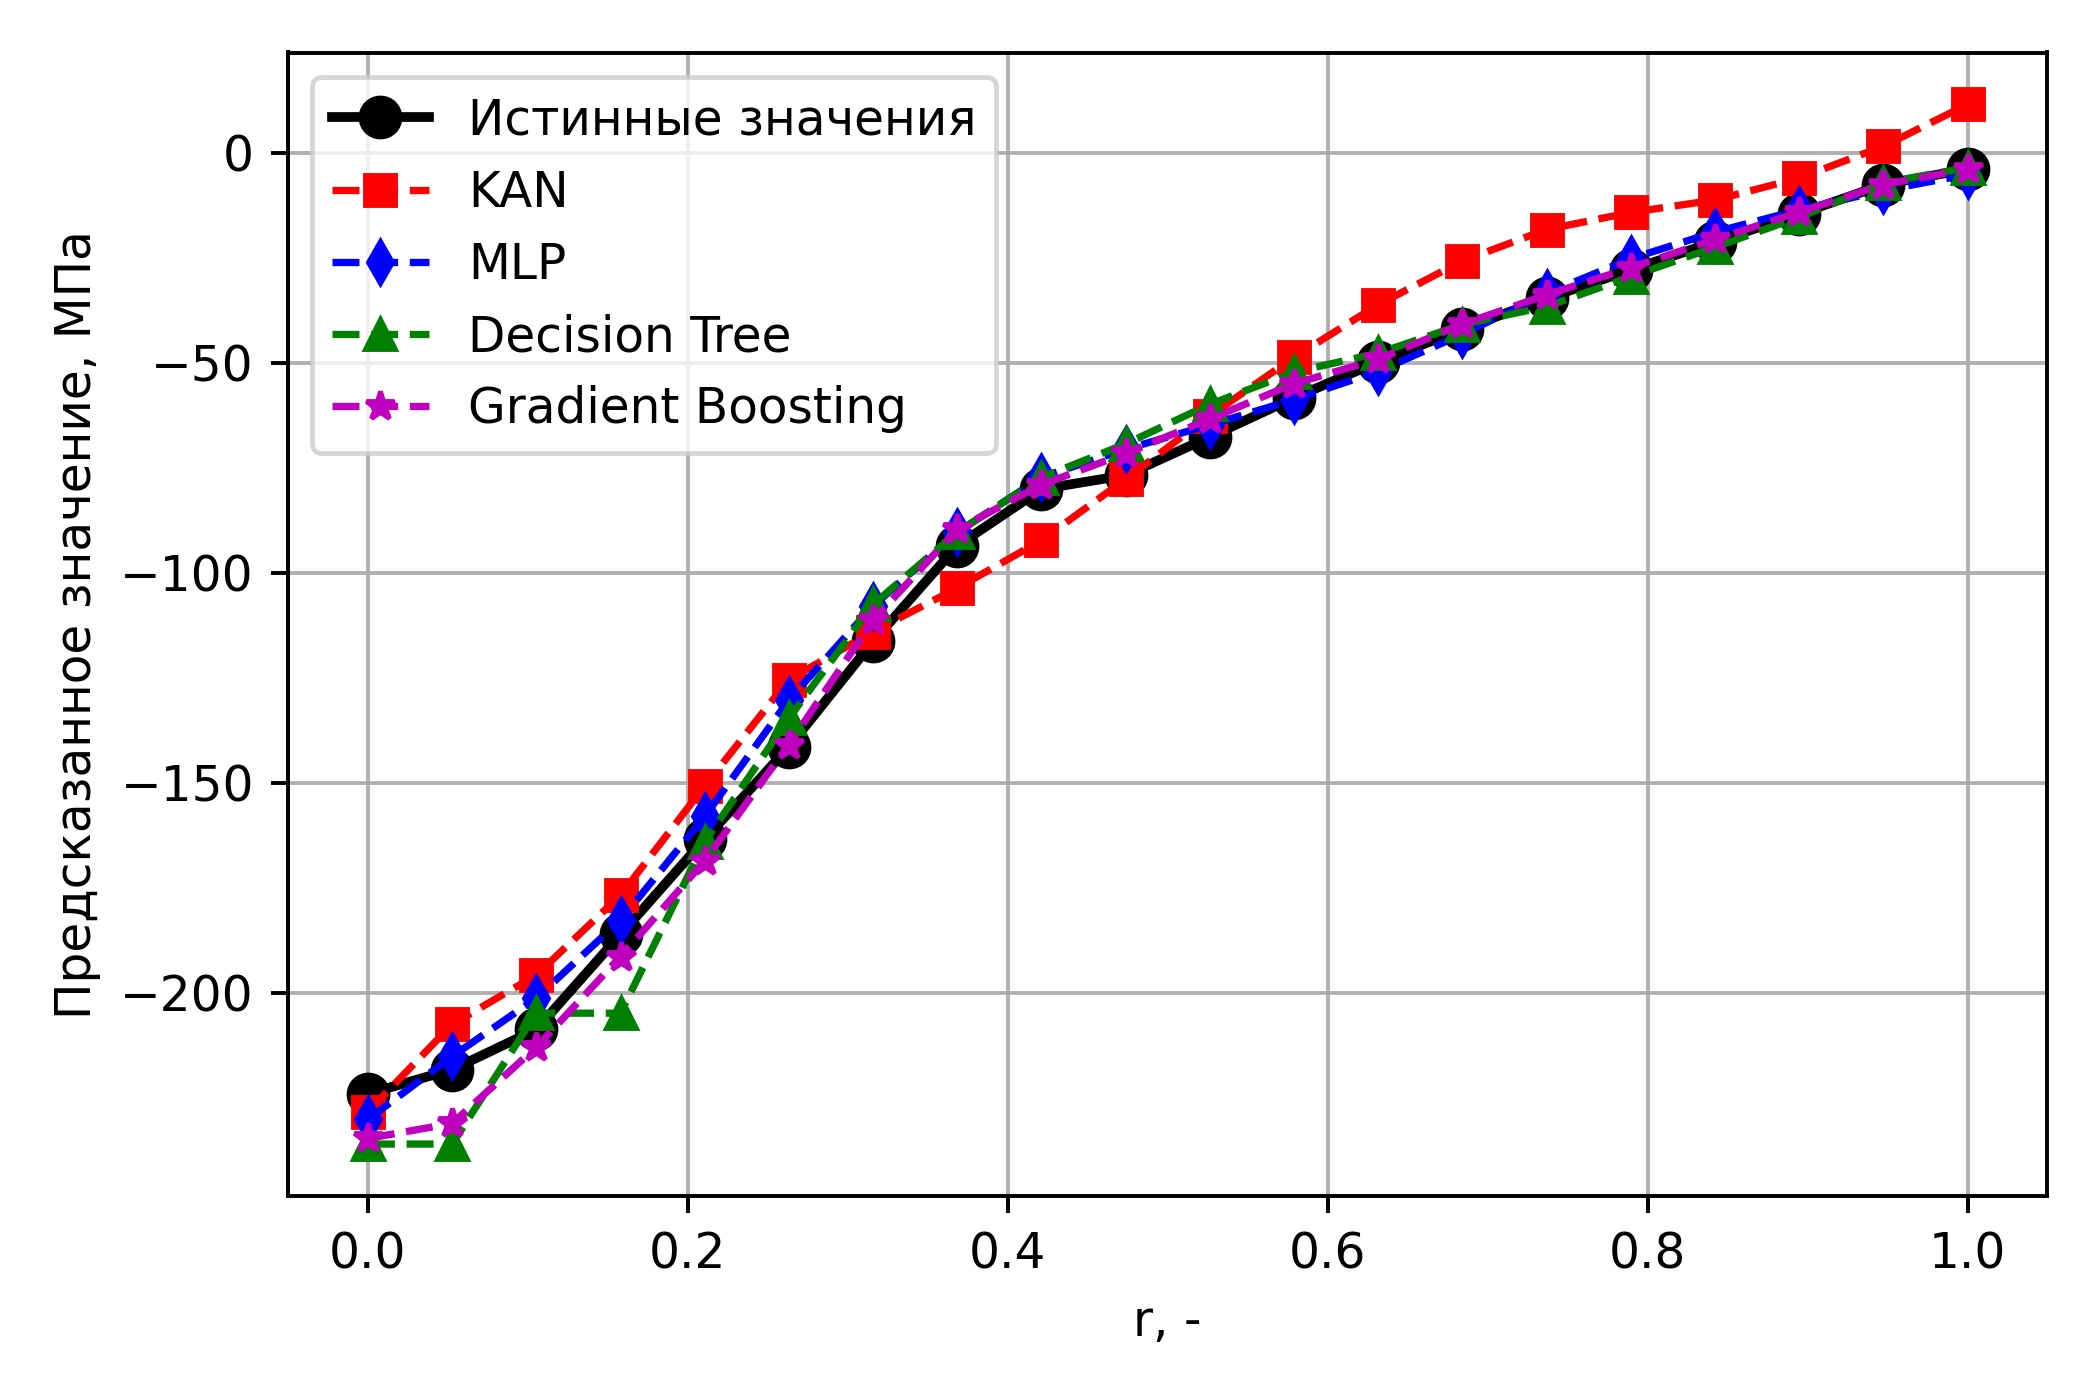 Истинные значения
KAN
MLP
Decision Tree
Gradient Boosting
Предсказанное значение, МПа
0
−50
−100
−150
−200
0.0 0.2 0.4 0.6 0.8 1.0
r, -